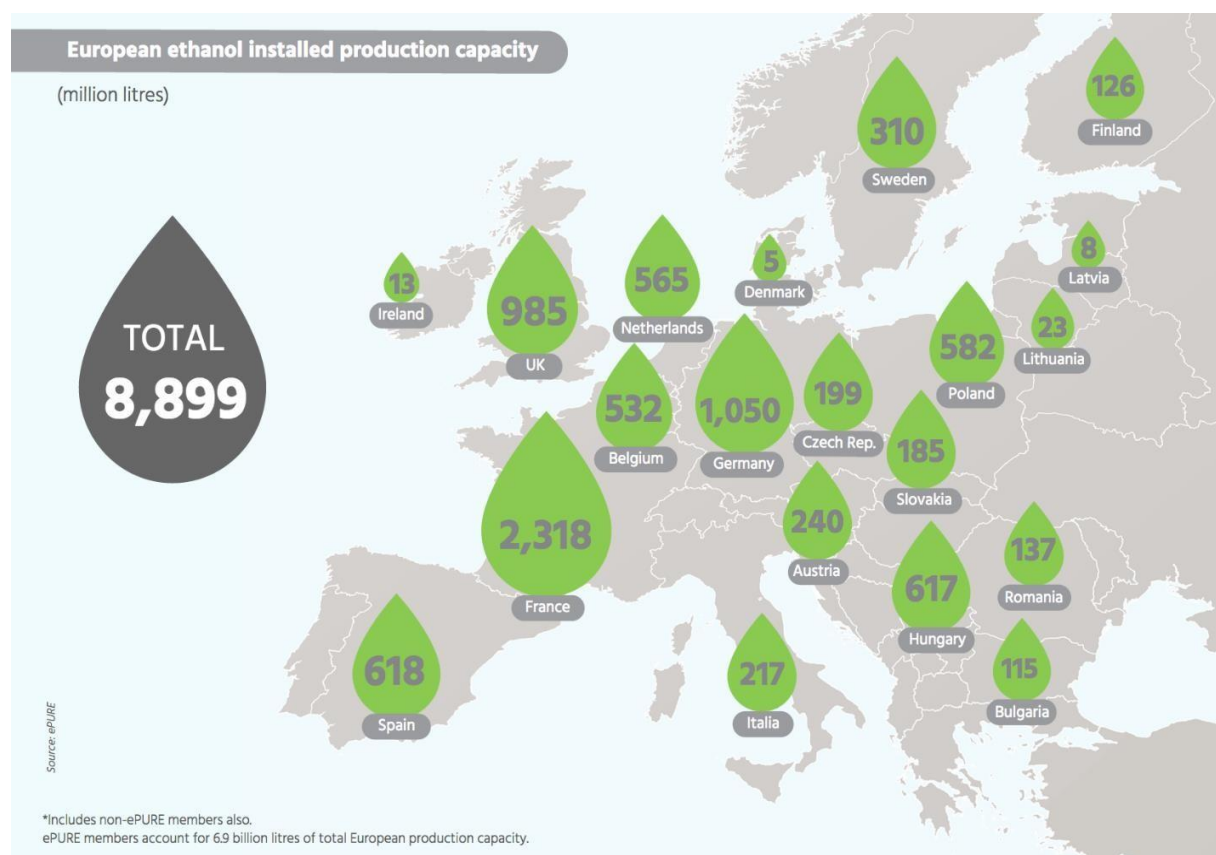 European ethanol installed production capacity
(million litres)
126
Finland
310
Sweden
TOTAL
8,899
13
Ireland
985
UK
565
Netherlands
5
Denmark
8
Latvia
23
Lithuania
582
Poland
532
Belgium
1,050
Germany
199
Czech Rep.
185
Slovakia
2,318
France
240
Austria
617
Hungary
137
Romania
618
Spain
217
Italia
115
Bulgaria
Source: ePURE
*Includes non-ePURE members also.
ePURE members account for 6.9 billion litres of total European production capacity.